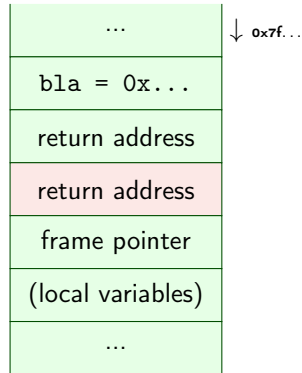 ...
↓ 0x7f...
bla = 0x...
return address
return address
frame pointer
(local variables)
...